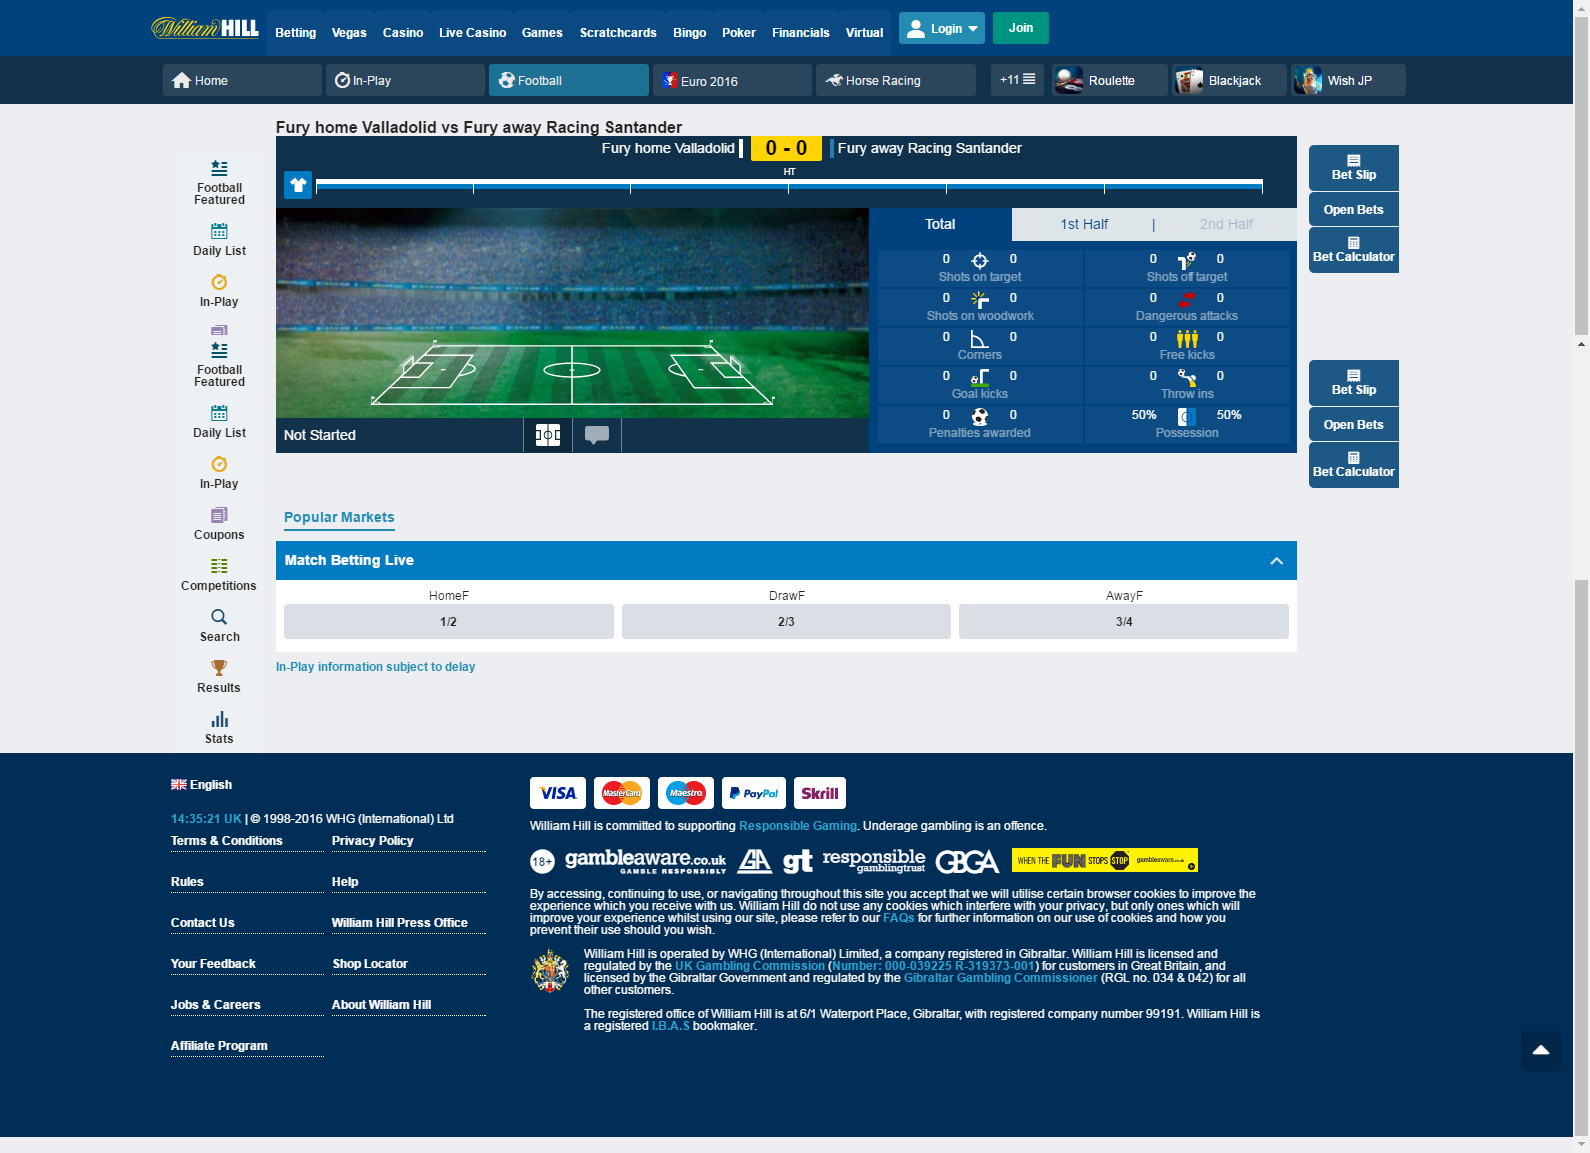 William HILL
Betting Vegas Casino Live Casino Games Scratchcards Bingo Poker Financials Virtual Login Join
Home In-Play Football Euro 2016 Horse Racing +11 Roulette Blackjack Wish JP
Fury home Valladolid vs Fury away Racing Santander
Fury home Valladolid 0 - 0 Fury away Racing Santander
HT
Total 1st Half | 2nd Half
0 0 0 0
Shots on target Shots off target
0 0 0 0
Shots on woodwork Dangerous attacks
0 0 0 0
Corners Free kicks
0 0 0 0
Goal kicks Throw ins
0 0 50% 50%
Penalties awarded Possession
Not Started
Football
Featured
Daily List
In-Play
Football
Featured
Daily List
In-Play
Coupons
Competitions
Search
Results
Stats
Bet Slip
Open Bets
Bet Calculator
Bet Slip
Open Bets
Bet Calculator
Popular Markets
Match Betting Live
HomeF DrawF AwayF
1/2 2/3 3/4
In-Play information subject to delay
English
14:35:21 UK | © 1998-2016 WHG (International) Ltd
Terms & Conditions Privacy Policy
Rules Help
Contact Us William Hill Press Office
Your Feedback Shop Locator
Jobs & Careers About William Hill
Affiliate Program
VISA MasterCard Maestro PayPal Skrill
William Hill is committed to supporting Responsible Gaming. Underage gambling is an offence.
18+ gambleaware.co.uk GA gt responsible GBGA WHEN THE FUN STOPS STOP gambleaware.co.uk
GAMBLE RESPONSIBLY gamblingtrust
By accessing, continuing to use, or navigating throughout this site you accept that we will utilise certain browser cookies to improve the
experience which you receive with us. William Hill do not use any cookies which interfere with your privacy, but only ones which will
improve your experience whilst using our site, please refer to our FAQs for further information on our use of cookies and how you
prevent their use should you wish.
William Hill is operated by WHG (International) Limited, a company registered in Gibraltar. William Hill is licensed and
regulated by the UK Gambling Commission (Number: 000-039225 R-319373-001) for customers in Great Britain, and
licensed by the Gibraltar Government and regulated by the Gibraltar Gambling Commissioner (RGL no. 034 & 042) for all
other customers.
The registered office of William Hill is at 6/1 Waterport Place, Gibraltar, with registered company number 99191. William Hill is
a registered I.B.A.S bookmaker.